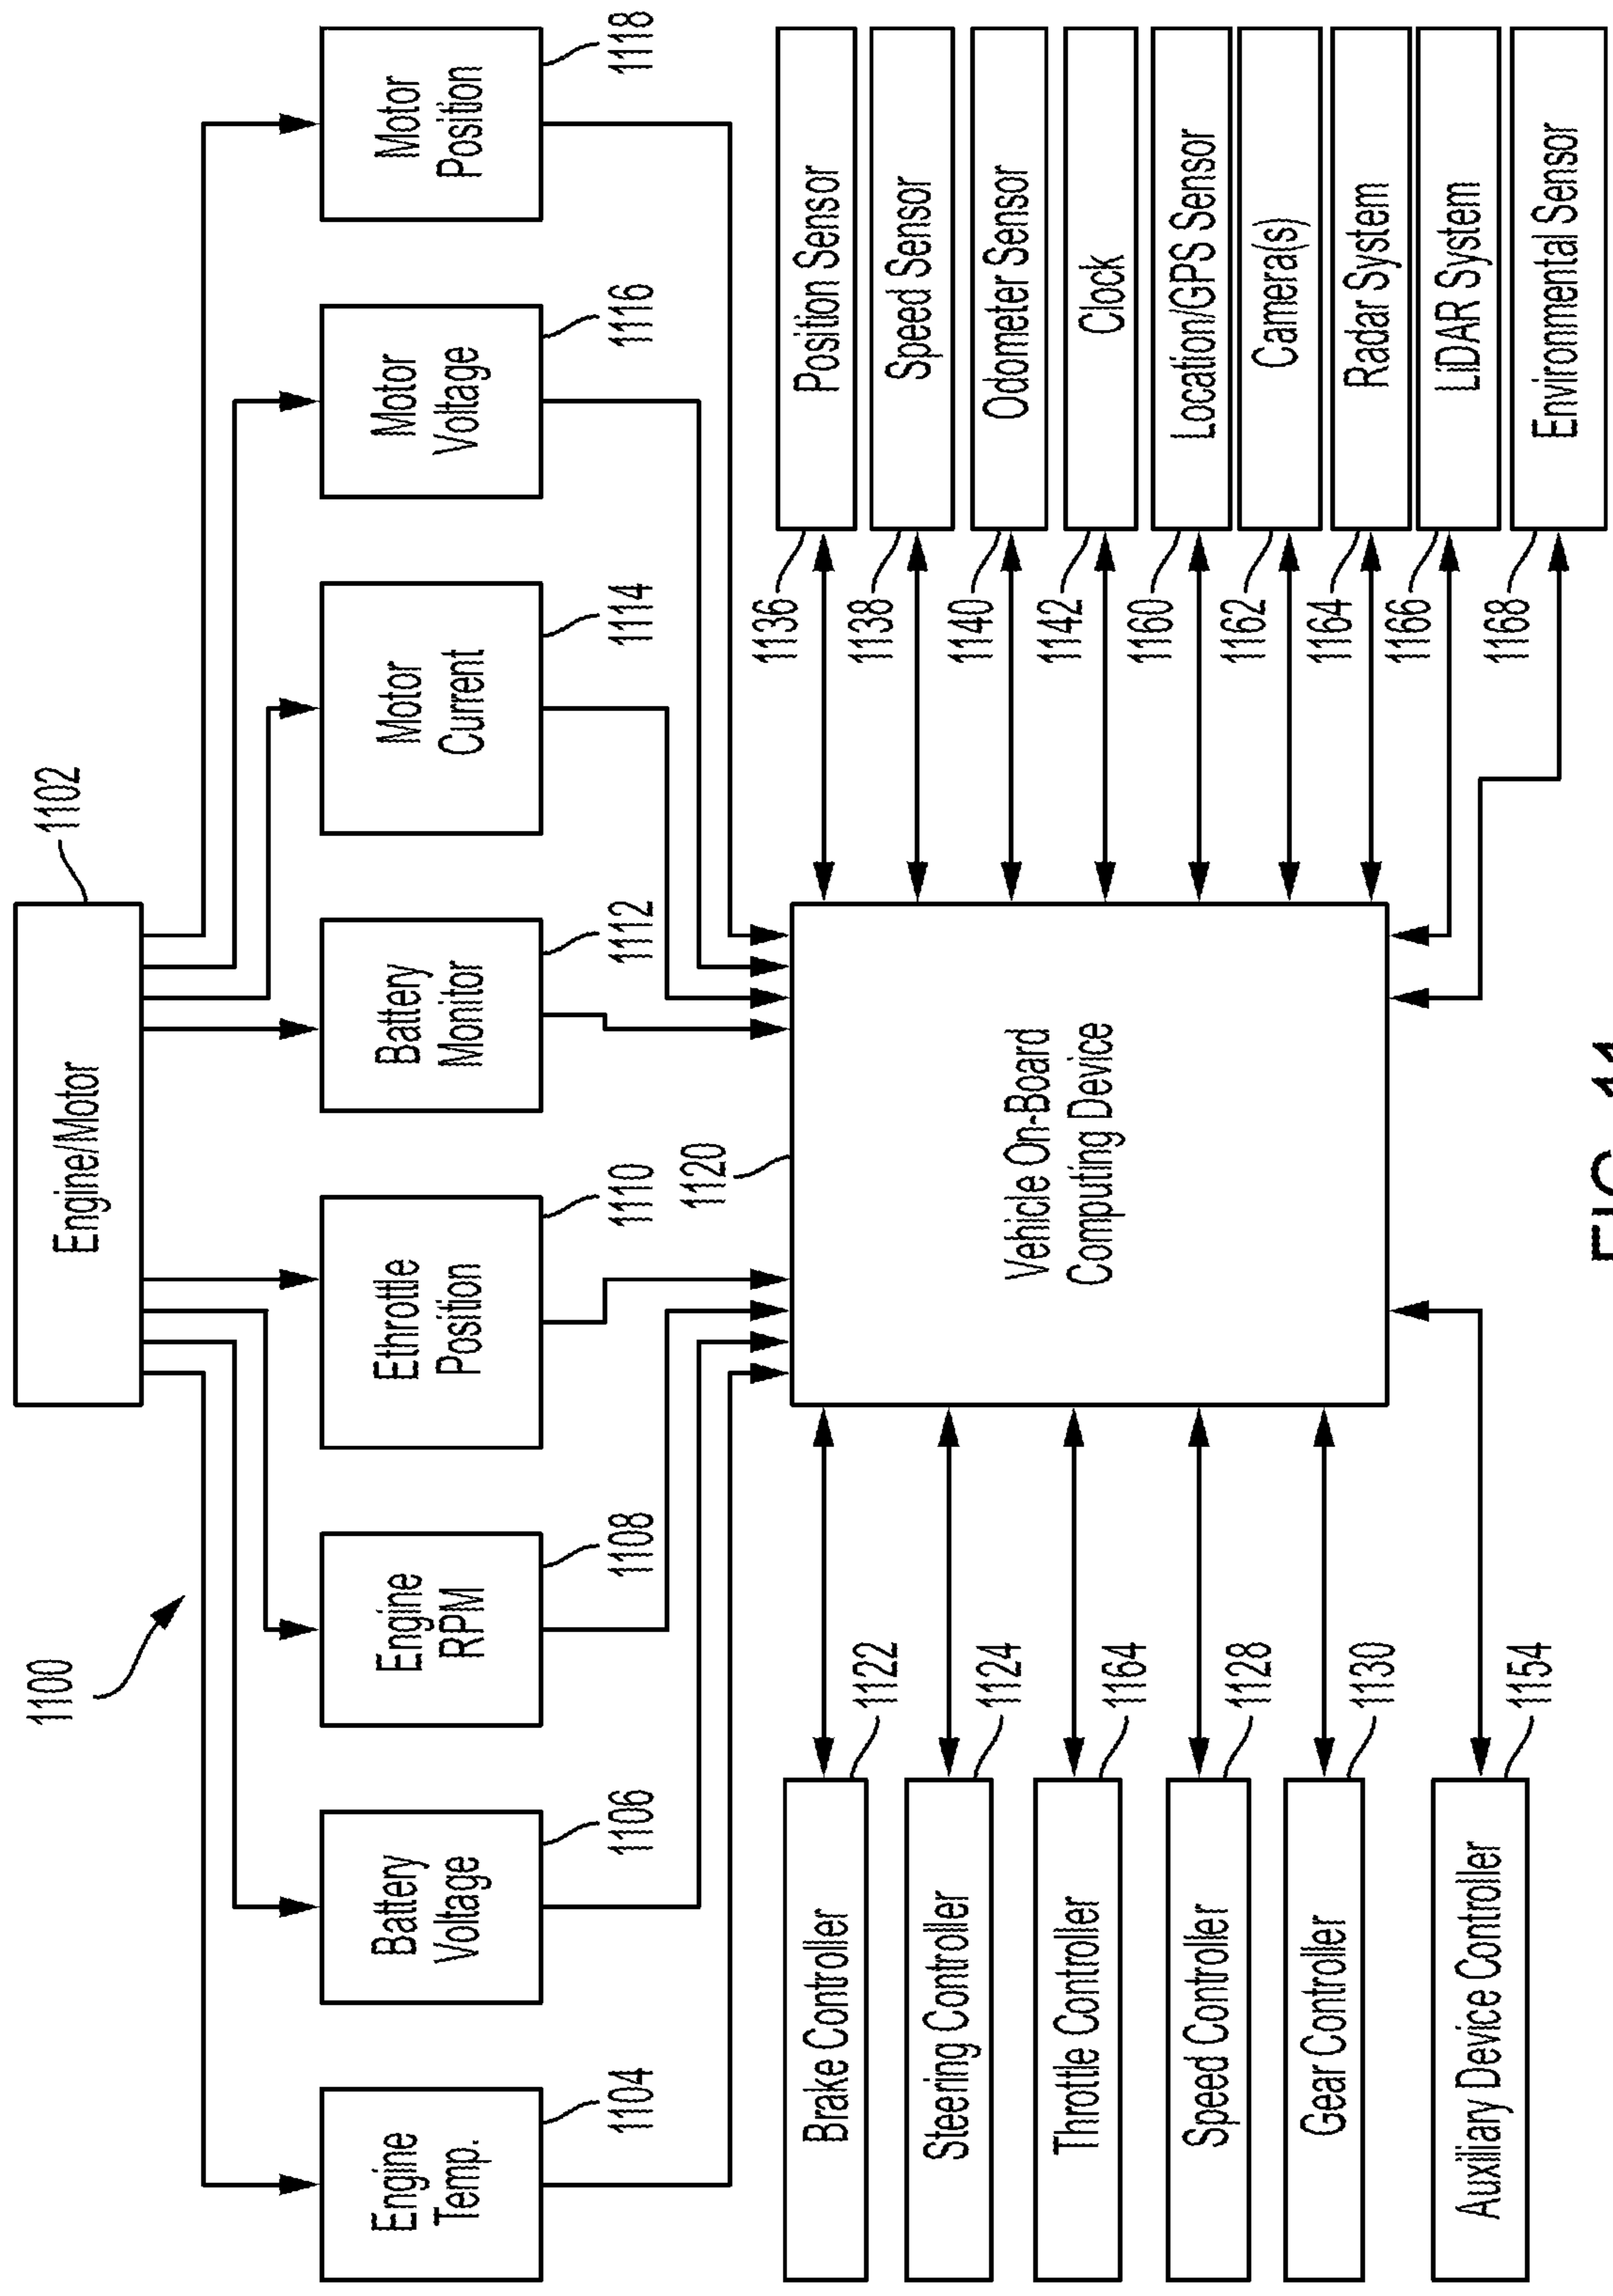 1100
Engine/Motor
1102
Engine
Temp.
1104
Battery
Voltage
1106
Engine
RPM
1108
Ethrottle
Position
1110
Battery
Monitor
1112
Motor
Current
1114
Motor
Voltage
1116
Motor
Position
1118
1120
Vehicle On-Board
Computing Device
Brake Controller
1122
Steering Controller
1124
Throttle Controller
1164
Speed Controller
1128
Gear Controller
1130
Auxiliary Device Controller
1154
1136
Position Sensor
1138
Speed Sensor
1140
Odometer Sensor
1142
Clock
1160
Location/GPS Sensor
1162
Camera(s)
1164
Radar System
1166
LiDAR System
1168
Environmental Sensor
FIG. 11